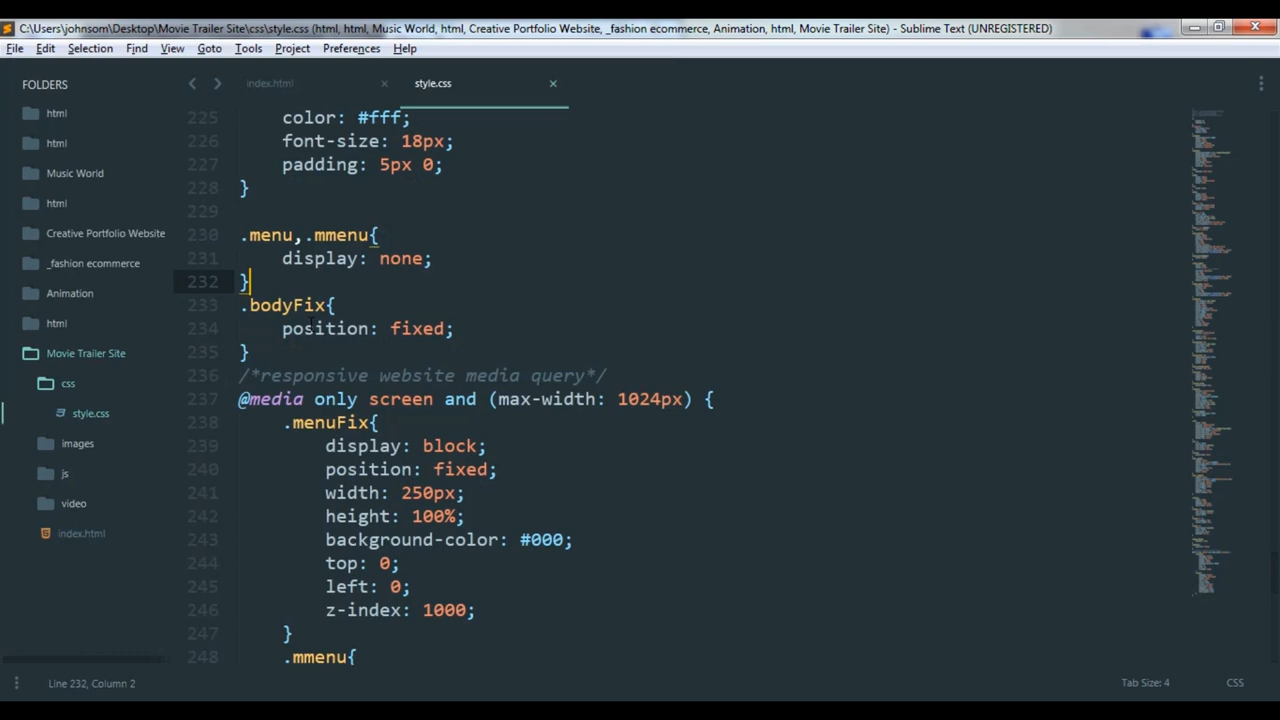 C:\Users\johnsom\Desktop\Movie Trailer Site\css\style.css (html, html, Music World, html, Creative Portfolio Website, _fashion ecommerce, Animation, html, Movie Trailer Site) - Sublime Text (UNREGISTERED)
File Edit Selection Find View Goto Tools Project Preferences Help
FOLDERS
html
html
Music World
html
Creative Portfolio Website
_fashion ecommerce
Animation
html
Movie Trailer Site
css
style.css
images
js
video
index.html
index.html style.css
225 color: #fff;
226 font-size: 18px;
227 padding: 5px 0;
228 }
229
230 .menu,.mmenu{
231 display: none;
232 }
233 .bodyFix{
234 position: fixed;
235 }
236 /*responsive website media query*/
237 @media only screen and (max-width: 1024px) {
238 .menuFix{
239 display: block;
240 position: fixed;
241 width: 250px;
242 height: 100%;
243 background-color: #000;
244 top: 0;
245 left: 0;
246 z-index: 1000;
247 }
248 .mmenu{
Line 232, Column 2 Tab Size: 4 CSS